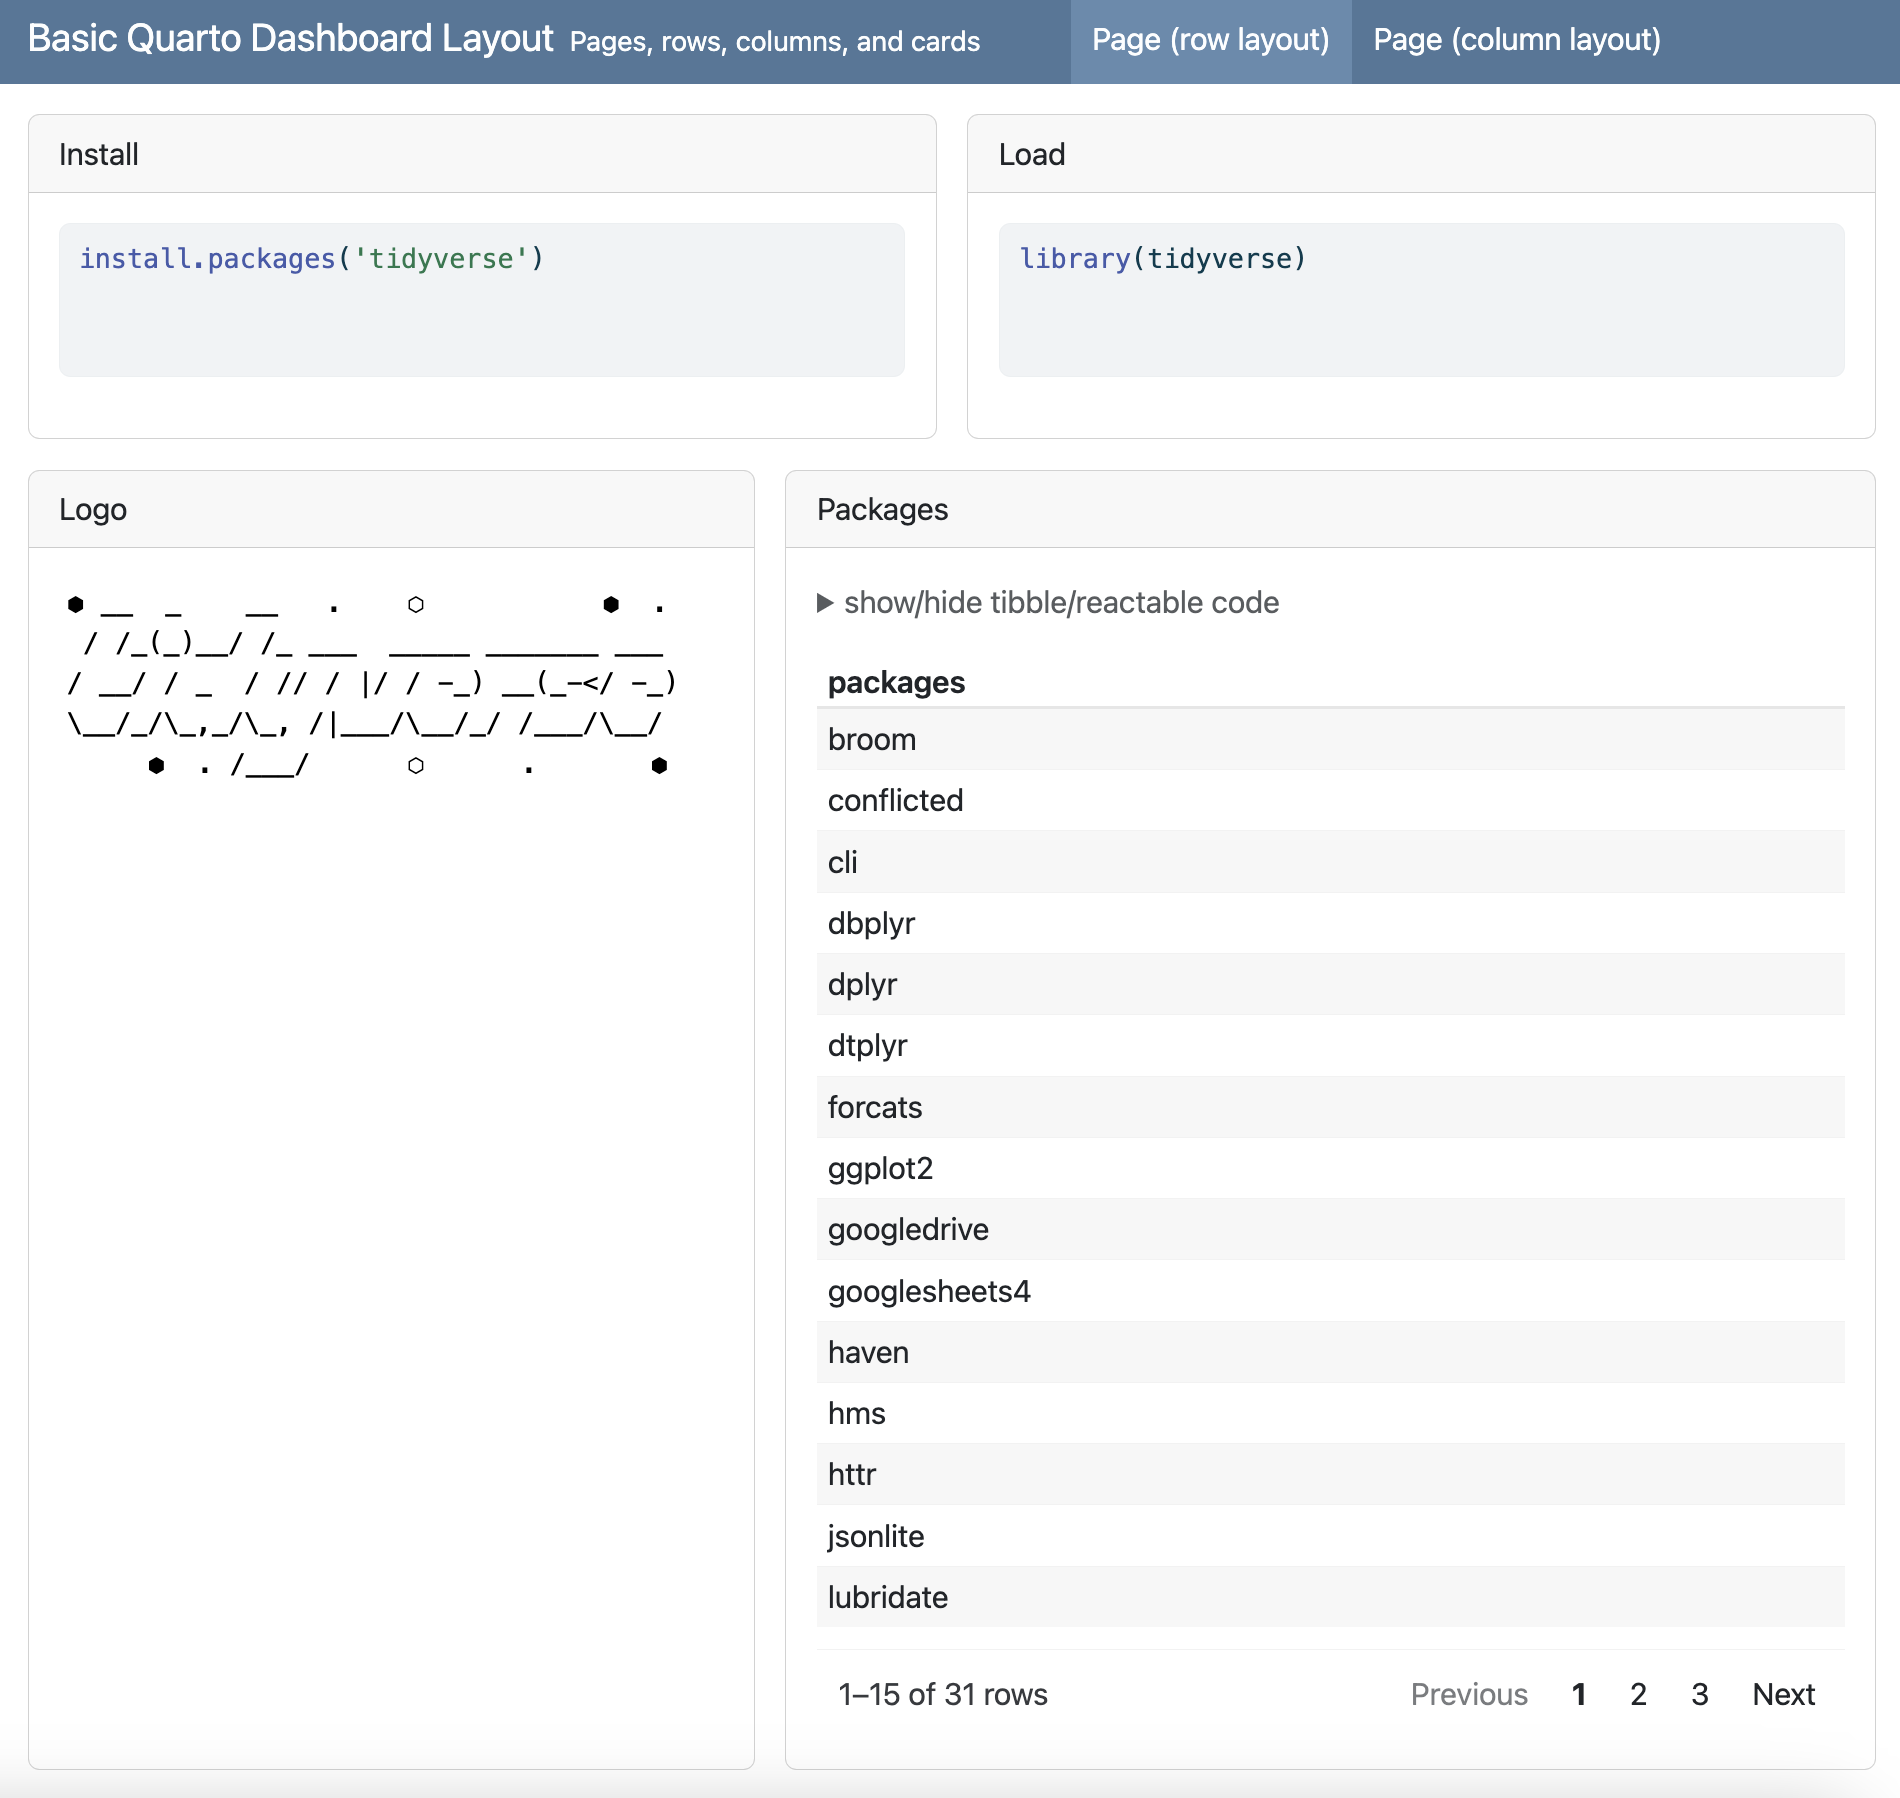 Basic Quarto Dashboard Layout Pages, rows, columns, and cards Page (row layout) Page (column layout)
Install
install.packages('tidyverse')
Load
library(tidyverse)
Logo
⬢ __  _    __   .    ⬡           ⬢  .
 / /_(_)__/ /_ ___  _____ _______ ___
/ __/ / _  / // / |/ / -_) __(_-</ -_)
\__/_/\_,_/\_, /|___/\__/_/ /___/\__/
     ⬢  . /___/      ⬡      .       ⬢
Packages
▶ show/hide tibble/reactable code
packages
broom
conflicted
cli
dbplyr
dplyr
dtplyr
forcats
ggplot2
googledrive
googlesheets4
haven
hms
httr
jsonlite
lubridate
1–15 of 31 rows Previous 1 2 3 Next